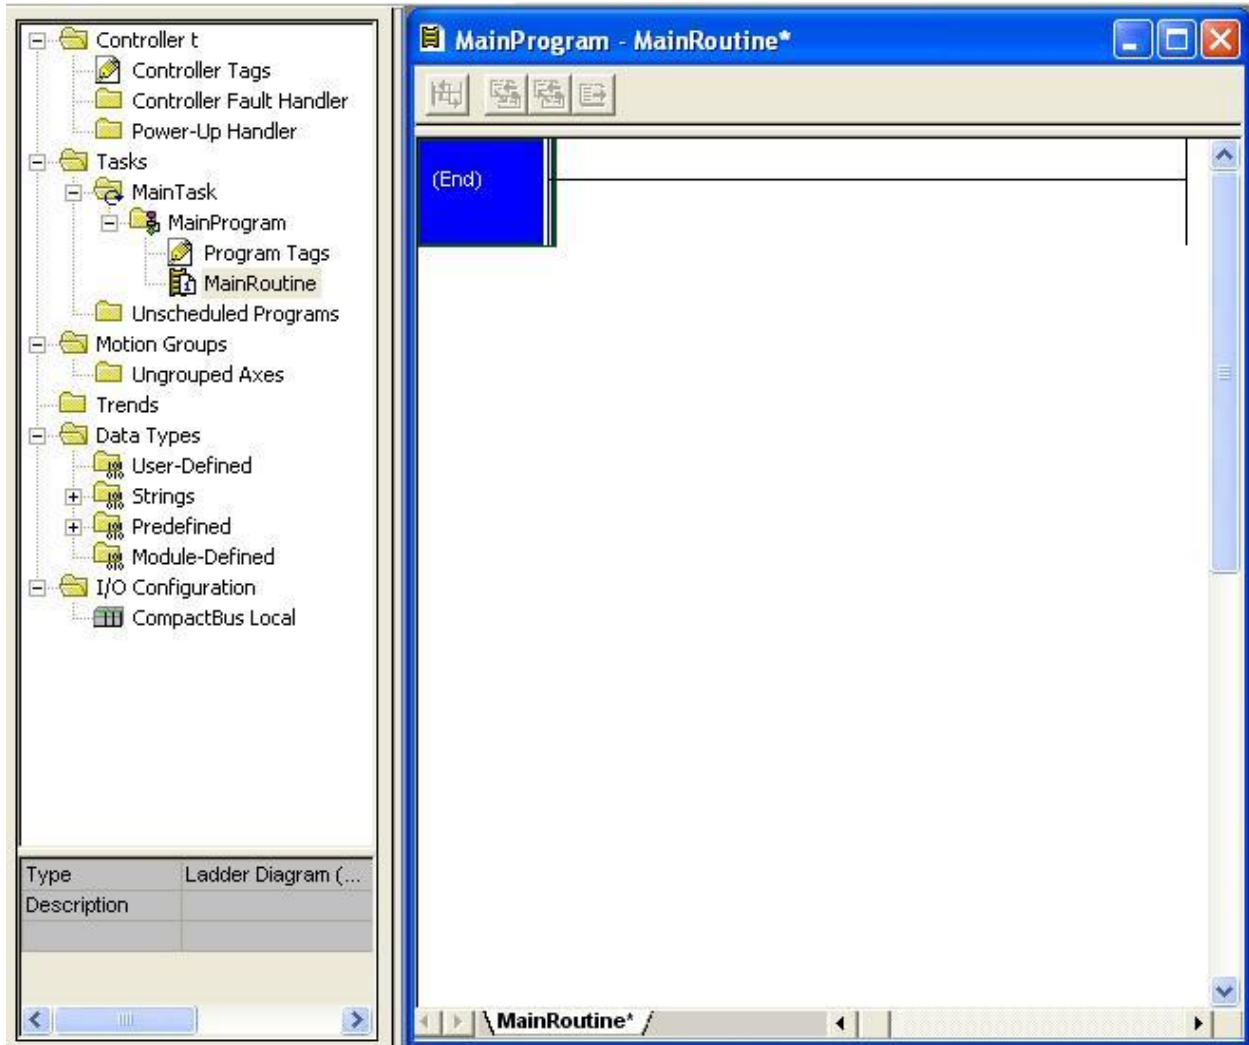 Controller t
Controller Tags
Controller Fault Handler
Power-Up Handler
Tasks
MainTask
MainProgram
Program Tags
MainRoutine
Unscheduled Programs
Motion Groups
Ungrouped Axes
Trends
Data Types
User-Defined
Strings
Predefined
Module-Defined
I/O Configuration
CompactBus Local
Type Ladder Diagram (...
Description
MainProgram - MainRoutine*
(End)
MainRoutine*